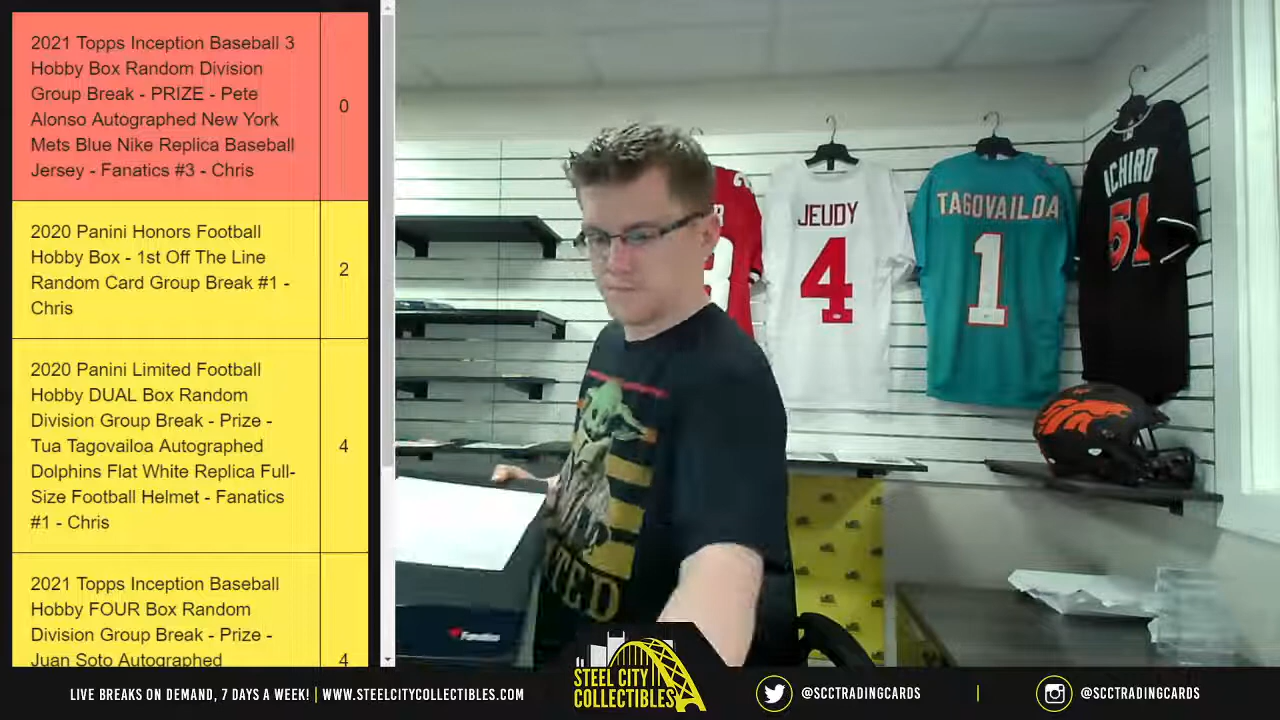 2021 Topps Inception Baseball 3
Hobby Box Random Division
Group Break - PRIZE - Pete
Alonso Autographed New York
Mets Blue Nike Replica Baseball
Jersey - Fanatics #3 - Chris
0
2020 Panini Honors Football
Hobby Box - 1st Off The Line
Random Card Group Break #1 -
Chris
2
2020 Panini Limited Football
Hobby DUAL Box Random
Division Group Break - Prize -
Tua Tagovailoa Autographed
Dolphins Flat White Replica Full-
Size Football Helmet - Fanatics
#1 - Chris
4
2021 Topps Inception Baseball
Hobby FOUR Box Random
Division Group Break - Prize -
Juan Soto Autographed
4
JEUDY
4
TAGOVAILOA
1
ICHIRO
51
Fanatics
LIVE BREAKS ON DEMAND, 7 DAYS A WEEK! | WWW.STEELCITYCOLLECTIBLES.COM
STEEL CITY
COLLECTIBLES
@SCCTRADINGCARDS
|
@SCCTRADINGCARDS